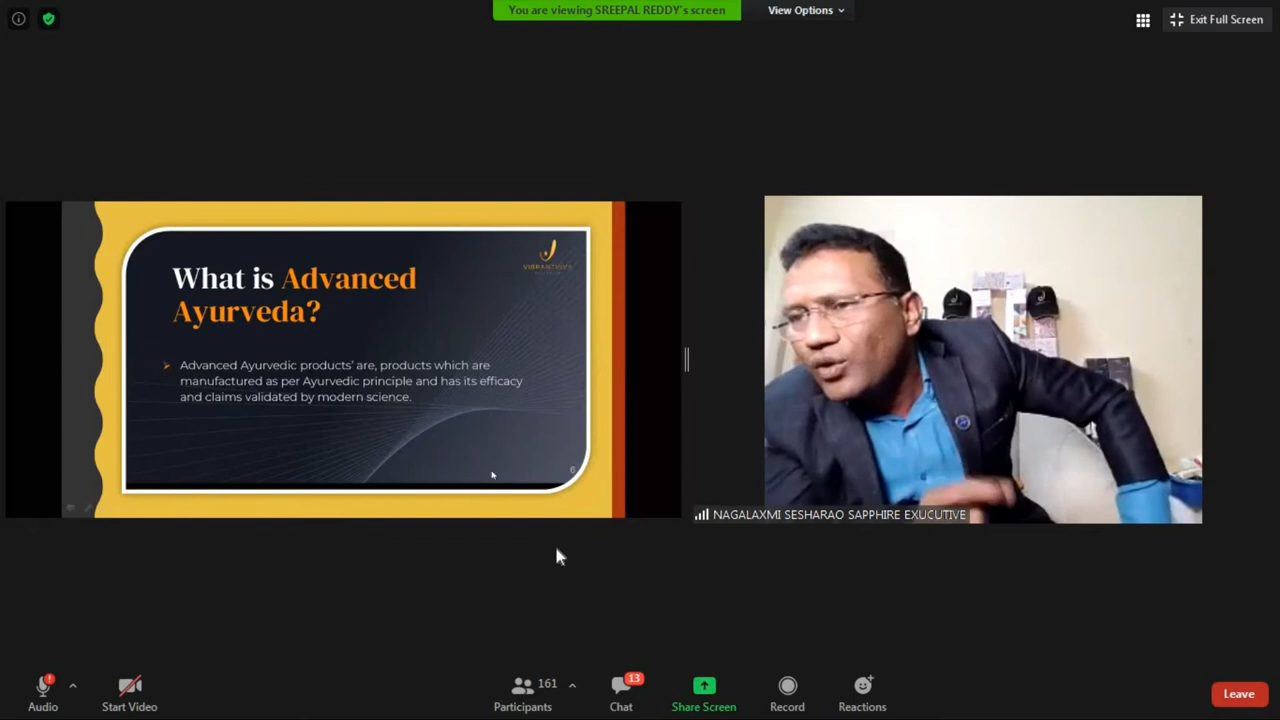 You are viewing SREEPAL REDDY's screen
View Options
Exit Full Screen
What is Advanced
Ayurveda?
Advanced Ayurvedic products' are, products which are
manufactured as per Ayurvedic principle and has its efficacy
and claims validated by modern science.
6
NAGALAXMI SESHARAO SAPPHIRE EXUCUTIVE
Audio
Start Video
161
Participants
13
Chat
Share Screen
Record
Reactions
Leave